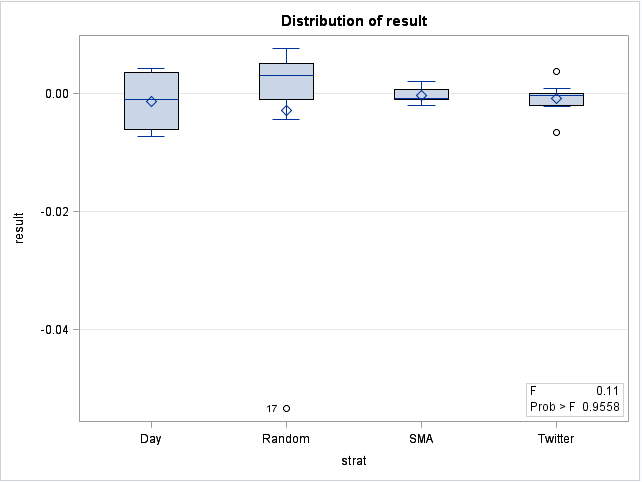 Distribution of result
0.00
-0.02
-0.04
result
17
F 0.11
Prob > F 0.9558
Day Random SMA Twitter
strat